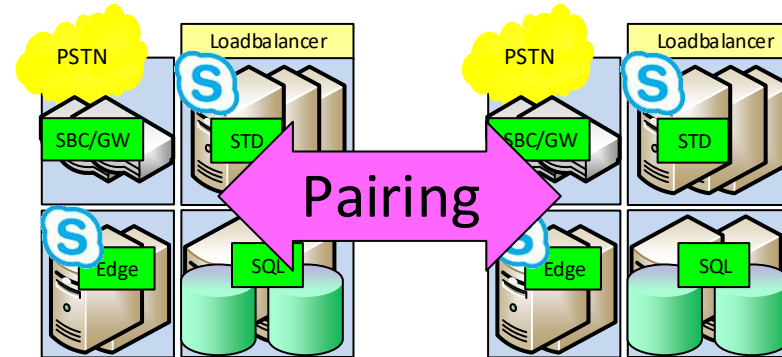 PSTN
Loadbalancer
S
SBC/GW
STD
S
Edge
SQL
Pairing
PSTN
Loadbalancer
S
SBC/GW
STD
S
Edge
SQL